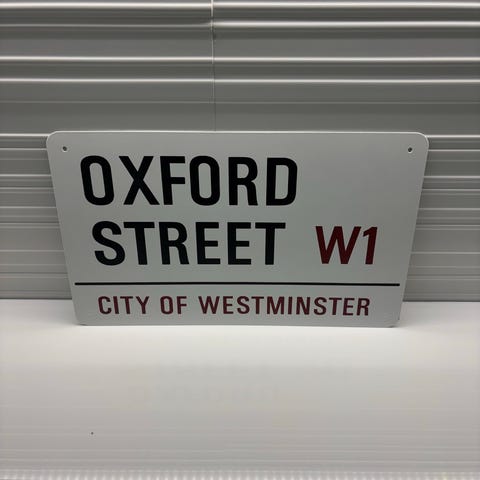 OXFORD
STREET W1
CITY OF WESTMINSTER